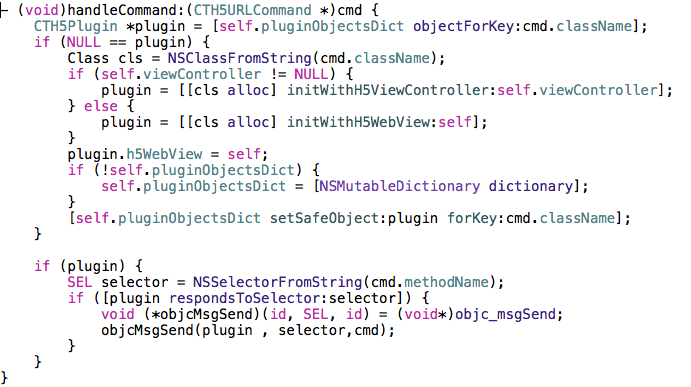 - (void)handleCommand:(CTH5URLCommand *)cmd {
    CTH5Plugin *plugin = [self.pluginObjectsDict objectForKey:cmd.className];
    if (NULL == plugin) {
        Class cls = NSClassFromString(cmd.className);
        if (self.viewController != NULL) {
            plugin = [[cls alloc] initWithH5ViewController:self.viewController];
        } else {
            plugin = [[cls alloc] initWithH5WebView:self];
        }
        plugin.h5WebView = self;
        if (!self.pluginObjectsDict) {
            self.pluginObjectsDict = [NSMutableDictionary dictionary];
        }
        [self.pluginObjectsDict setSafeObject:plugin forKey:cmd.className];
    }

    if (plugin) {
        SEL selector = NSSelectorFromString(cmd.methodName);
        if ([plugin respondsToSelector:selector]) {
            void (*objcMsgSend)(id, SEL, id) = (void*)objc_msgSend;
            objcMsgSend(plugin , selector,cmd);
        }
    }
}